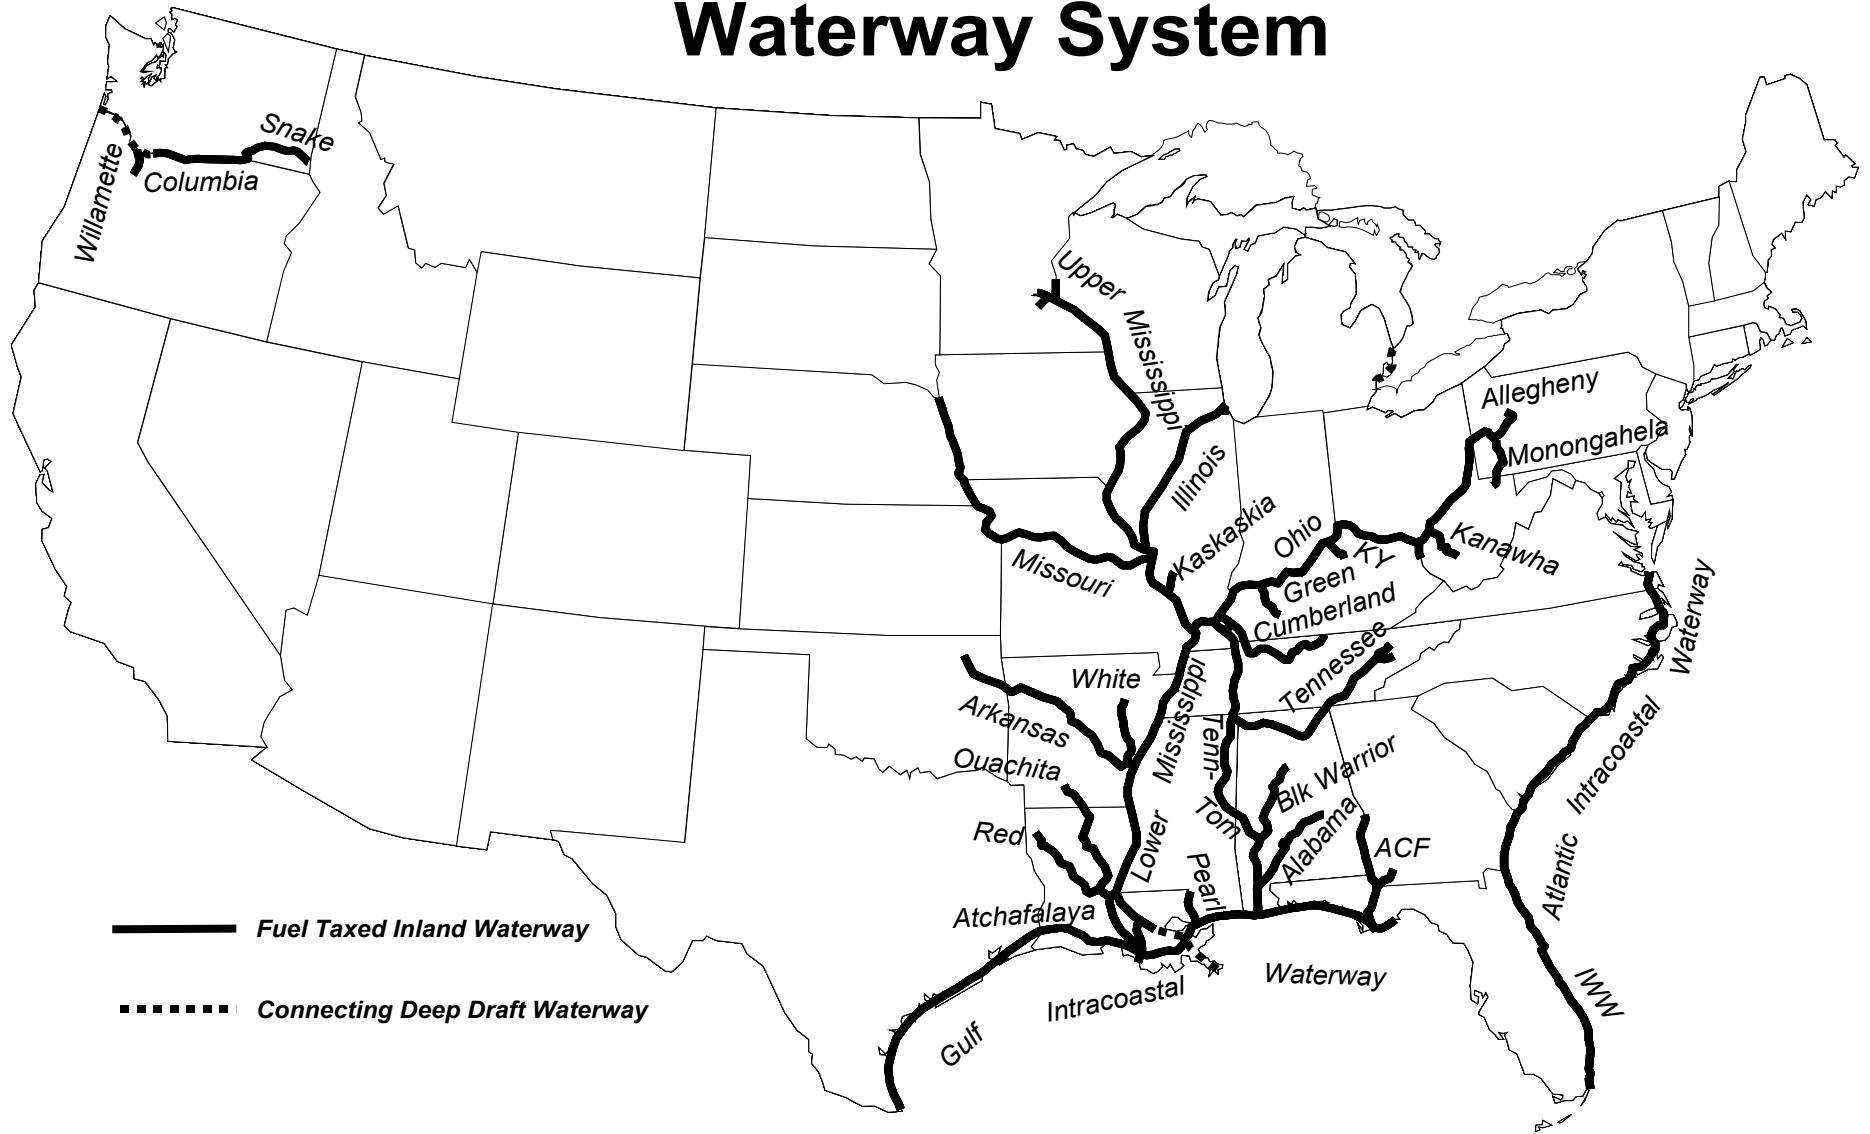 Waterway System
Snake
Willamette
Columbia
Upper
Mississippi
Allegheny
Monongahela
Illinois
Kaskaskia
Ohio
KY
Kanawha
Missouri
Green
Cumberland
Waterway
Tennessee
White
Mississippi
Arkansas
Tenn-
Intracoastal
Ouachita
Blk Warrior
Tom
Alabama
Red
Lower
Pearl
ACF
Atlantic
Atchafalaya
Fuel Taxed Inland Waterway
Waterway
IWW
Intracoastal
Connecting Deep Draft Waterway
Gulf